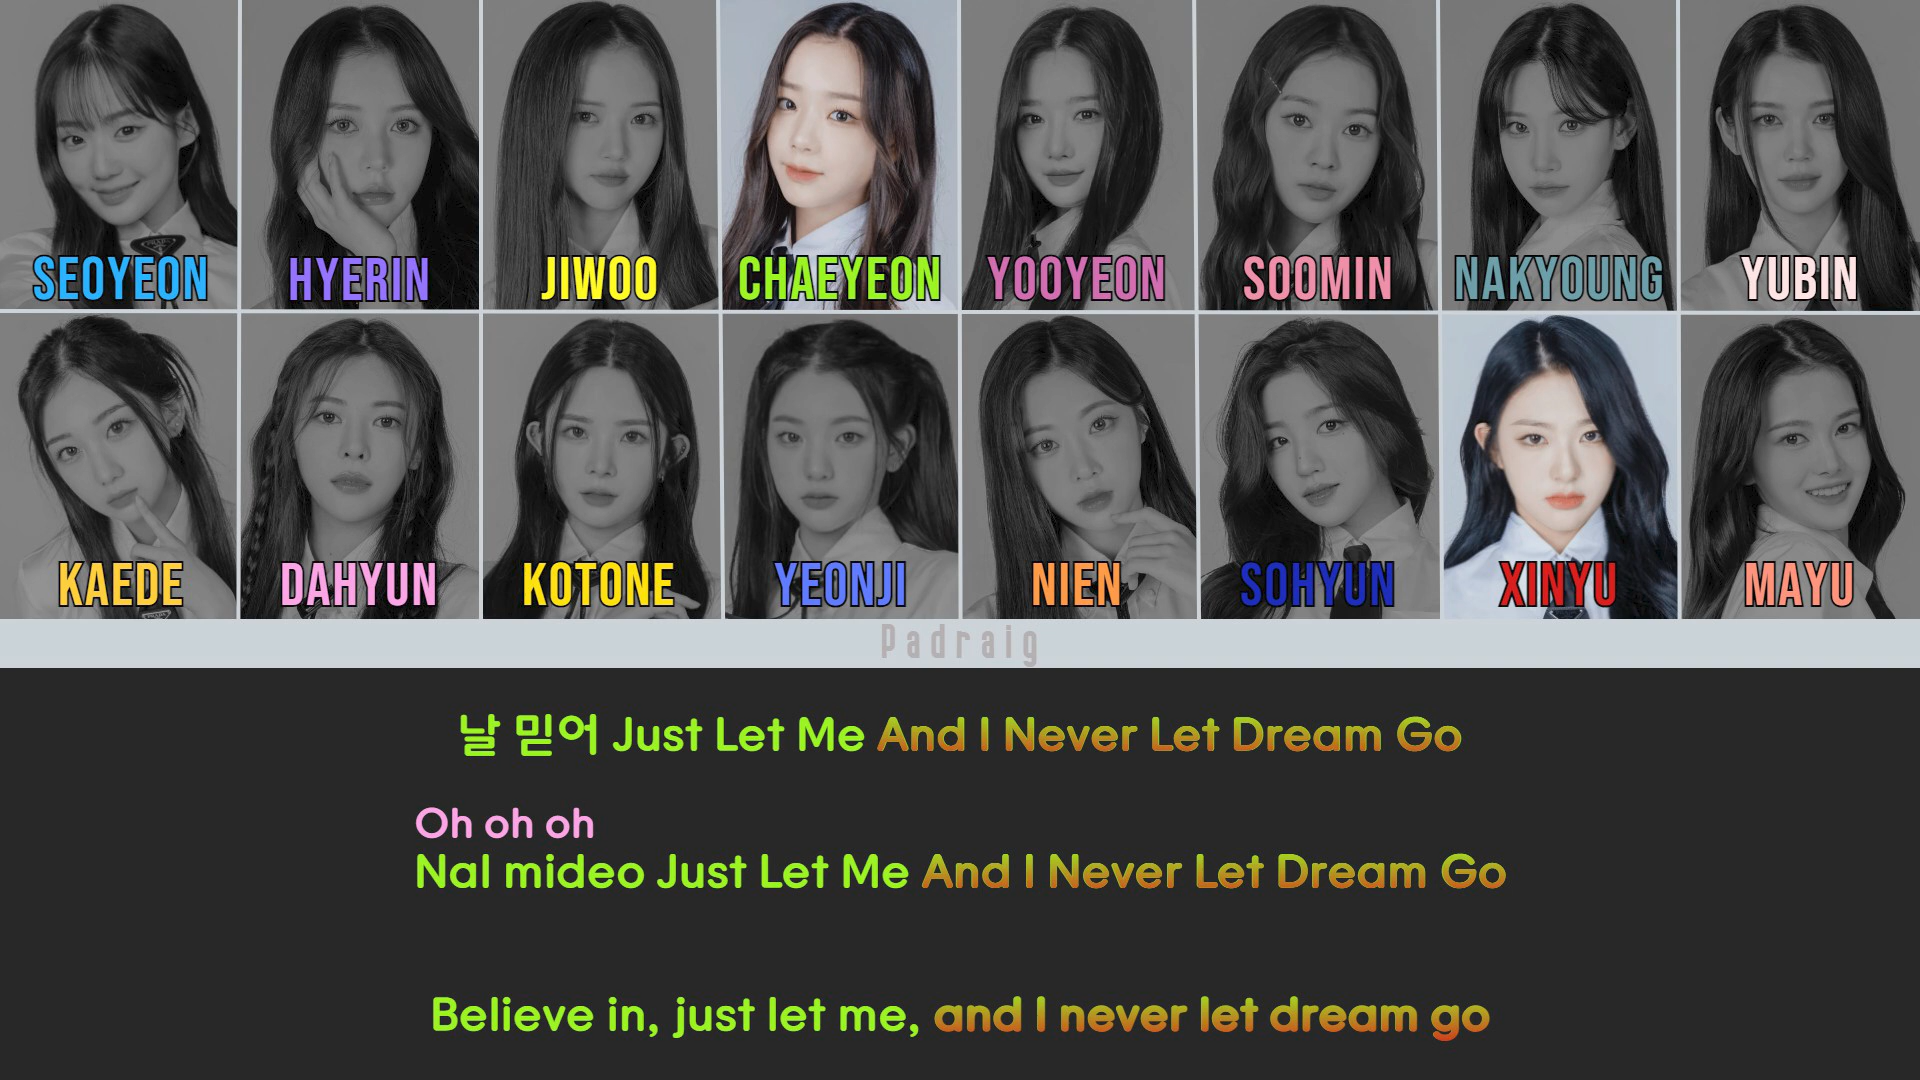 SEOYEON HYERIN JIWOO CHAEYEON YOOYEON SOOMIN NAKYOUNG YUBIN
KAEDE DAHYUN KOTONE YEONJI NIEN SOHYUN XINYU MAYU
Padraig
날 믿어 Just Let Me And I Never Let Dream Go
Oh oh oh
Nal mideo Just Let Me And I Never Let Dream Go
Believe in, just let me, and I never let dream go